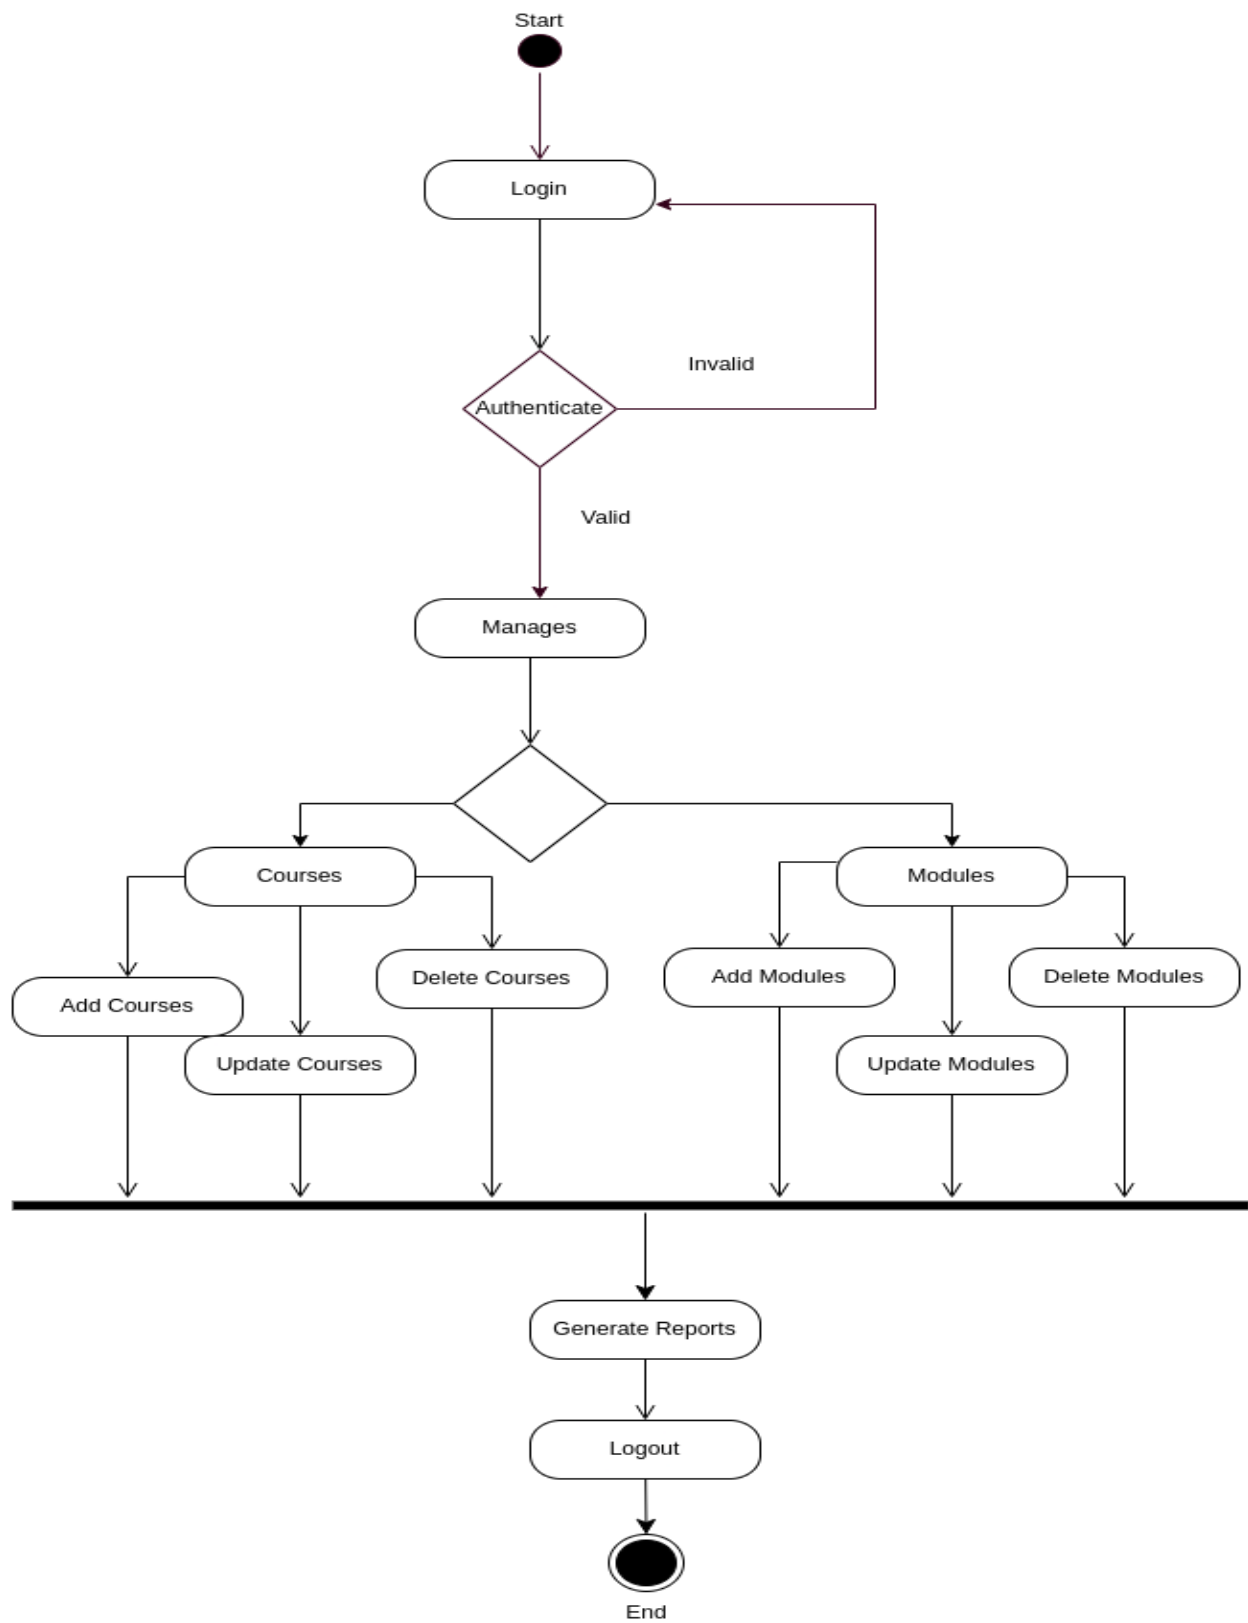 Start
Login
Invalid
Authenticate
Valid
Manages
Courses
Modules
Add Courses
Delete Courses
Add Modules
Delete Modules
Update Courses
Update Modules
Generate Reports
Logout
End